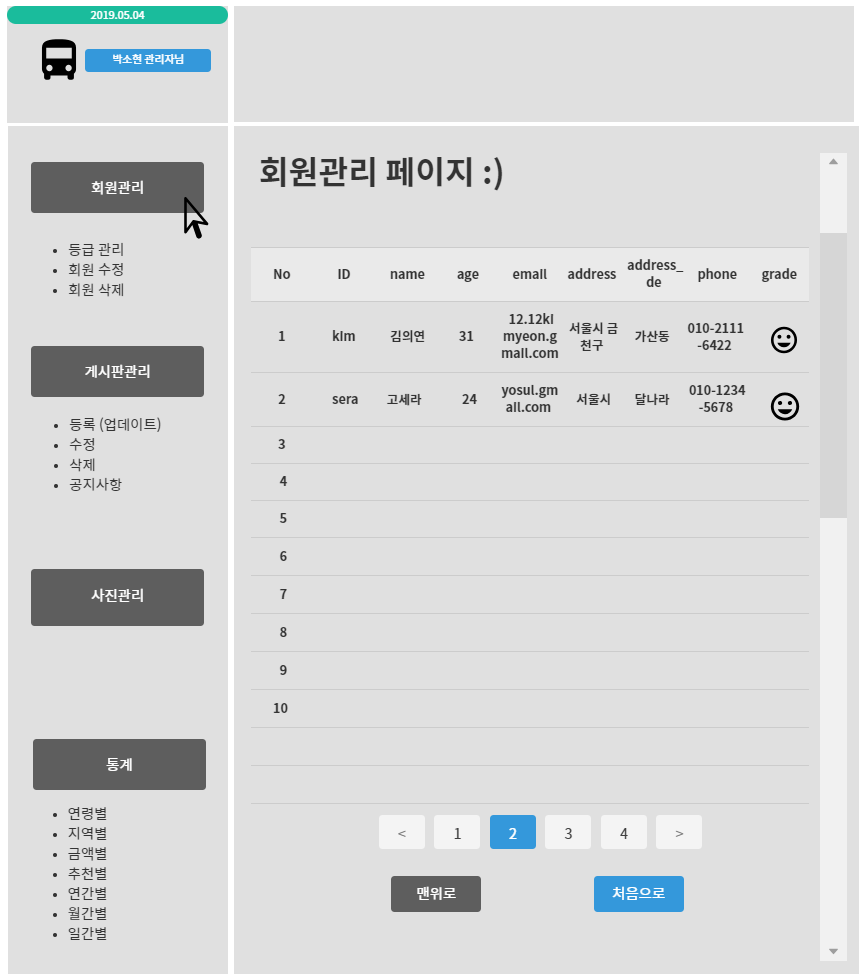 2019.05.04
박소현 관리자님
회원관리
등급 관리
회원 수정
회원 삭제
게시판관리
등록 (업데이트)
수정
삭제
공지사항
사진관리
통계
연령별
지역별
금액별
추천별
연간별
월간별
일간별
회원관리 페이지 :)
No ID name age email address address_de phone grade
1 kim 김의연 31 12.12kimyeon.gmail.com 서울시 금천구 가산동 010-2111-6422
2 sera 고세라 24 yosul.gmail.com 서울시 달나라 010-1234-5678
3
4
5
6
7
8
9
10
< 1 2 3 4 >
맨위로 처음으로